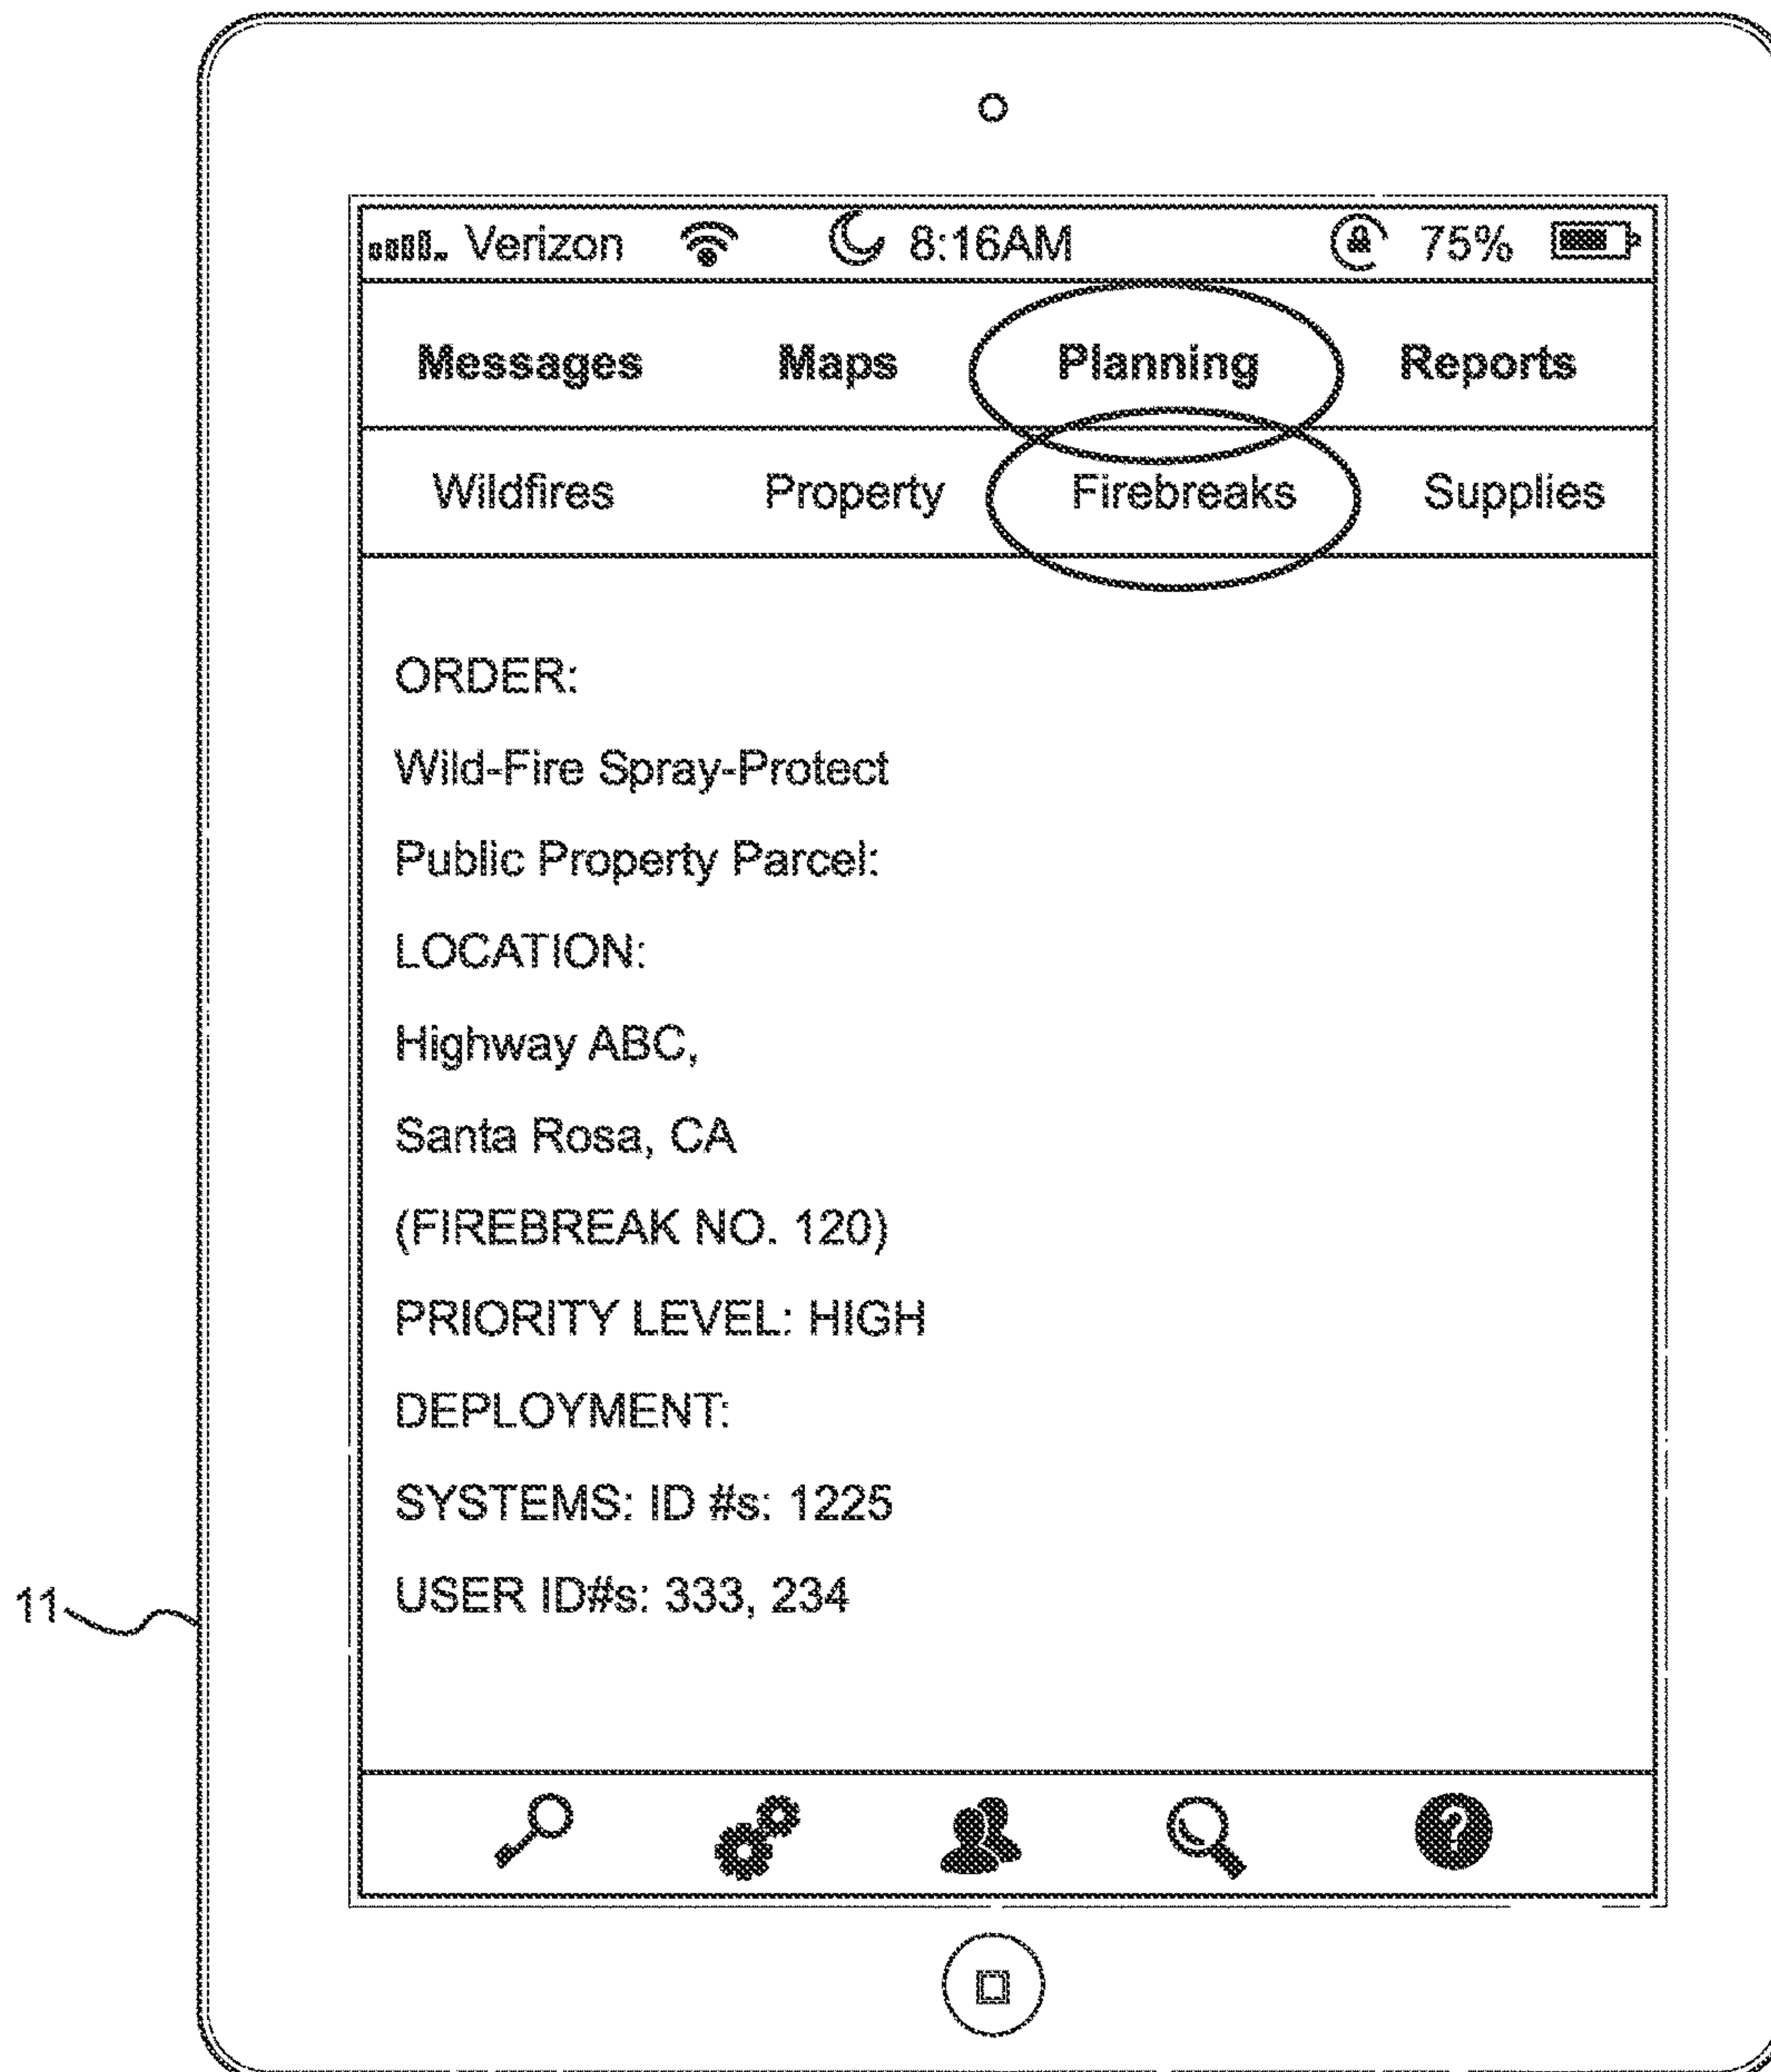 Verizon 8:16AM 75%
Messages Maps Planning Reports
Wildfires Property Firebreaks Supplies
ORDER:
Wild-Fire Spray-Protect
Public Property Parcel:
LOCATION:
Highway ABC,
Santa Rosa, CA
(FIREBREAK NO. 120)
PRIORITY LEVEL: HIGH
DEPLOYMENT:
SYSTEMS: ID #s: 1225
USER ID#s: 333, 234
11
?